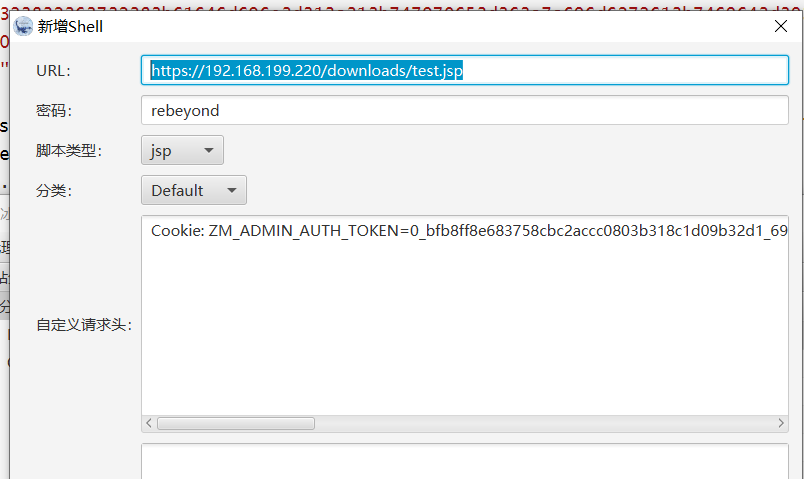 新增Shell
URL:
https://192.168.199.220/downloads/test.jsp
密码:
rebeyond
脚本类型:
jsp
分类:
Default
Cookie: ZM_ADMIN_AUTH_TOKEN=0_bfb8ff8e683758cbc2accc0803b318c1d09b32d1_69
自定义请求头: